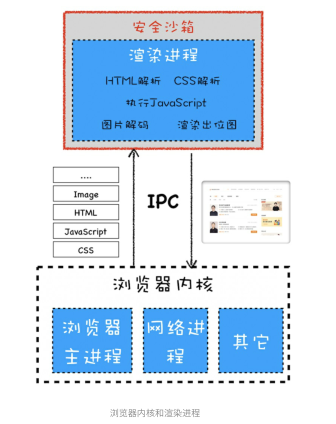 安全沙箱
渲染进程
HTML解析 CSS解析
执行JavaScript
图片解码 渲染出位图
....
Image
HTML
JavaScript
CSS
IPC
浏览器内核
浏览器
主进程
网络进
程
其它
浏览器内核和渲染进程